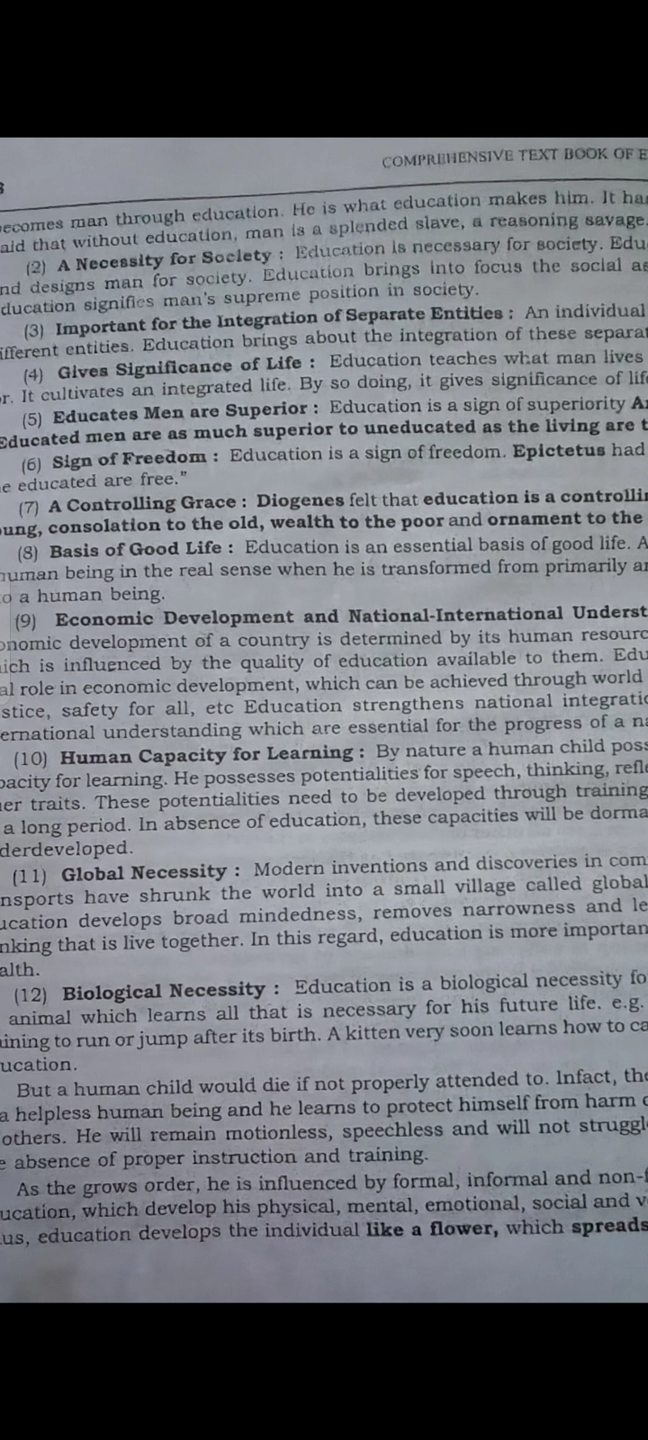 COMPREHENSIVE TEXT BOOK OF E
3
ecomes man through education. He is what education makes him. It ha
aid that without education, man is a splended slave, a reasoning savage.
(2) A Necessity for Society : Education is necessary for society. Edu
nd designs man for society. Education brings into focus the social as
ducation signifies man's supreme position in society.
(3) Important for the Integration of Separate Entities : An individual
ifferent entities. Education brings about the integration of these separat
(4) Gives Significance of Life : Education teaches what man lives
r. It cultivates an integrated life. By so doing, it gives significance of life
(5) Educates Men are Superior : Education is a sign of superiority A
Educated men are as much superior to uneducated as the living are t
(6) Sign of Freedom : Education is a sign of freedom. Epictetus had
e educated are free."
(7) A Controlling Grace : Diogenes felt that education is a controllin
oung, consolation to the old, wealth to the poor and ornament to the
(8) Basis of Good Life : Education is an essential basis of good life. A
human being in the real sense when he is transformed from primarily an
o a human being.
(9) Economic Development and National-International Underst
onomic development of a country is determined by its human resourc
ich is influenced by the quality of education available to them. Edu
al role in economic development, which can be achieved through world
stice, safety for all, etc Education strengthens national integratio
ernational understanding which are essential for the progress of a na
(10) Human Capacity for Learning : By nature a human child poss
pacity for learning. He possesses potentialities for speech, thinking, refle
er traits. These potentialities need to be developed through training
a long period. In absence of education, these capacities will be dorma
derdeveloped.
(11) Global Necessity : Modern inventions and discoveries in com
nsports have shrunk the world into a small village called global
ucation develops broad mindedness, removes narrowness and le
nking that is live together. In this regard, education is more importan
alth.
(12) Biological Necessity : Education is a biological necessity fo
animal which learns all that is necessary for his future life. e.g.
ining to run or jump after its birth. A kitten very soon learns how to ca
ucation.
But a human child would die if not properly attended to. Infact, the
a helpless human being and he learns to protect himself from harm o
others. He will remain motionless, speechless and will not struggl
e absence of proper instruction and training.
As the grows order, he is influenced by formal, informal and non-f
ucation, which develop his physical, mental, emotional, social and v
us, education develops the individual like a flower, which spreads